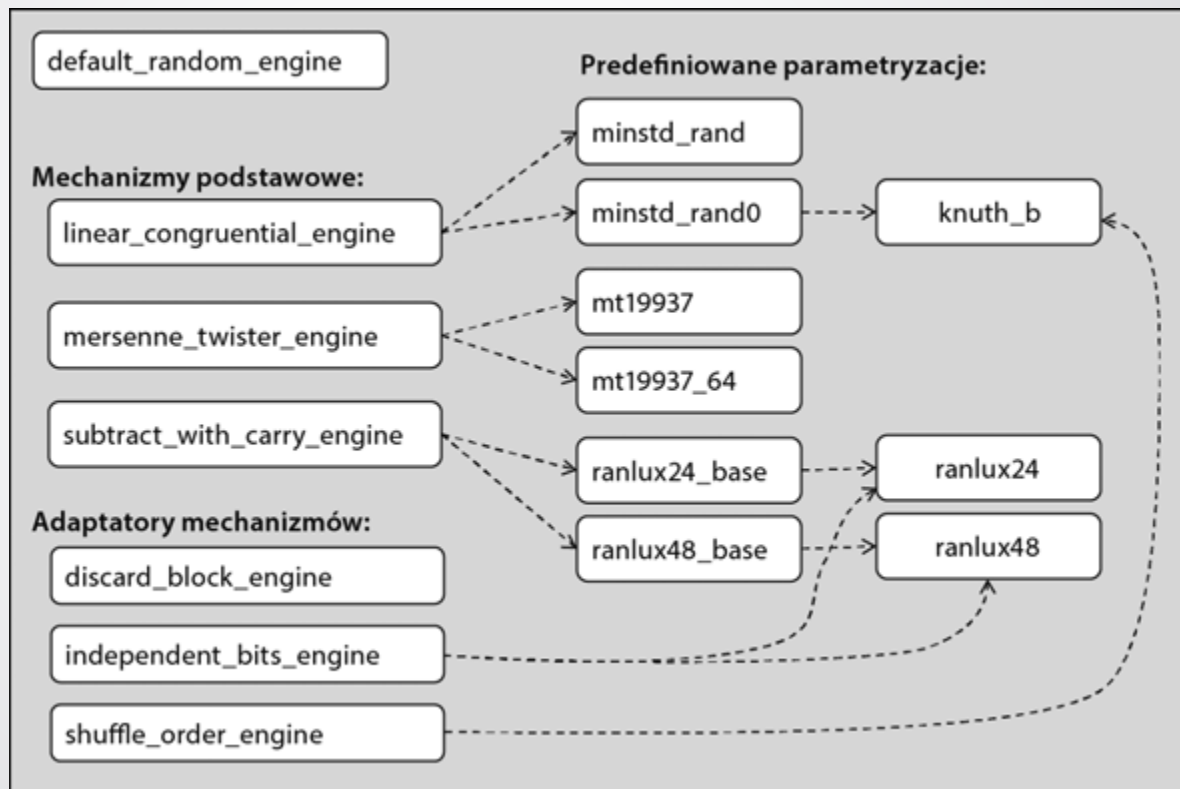 default_random_engine
Predefiniowane parametryzacje:
minstd_rand
Mechanizmy podstawowe:
minstd_rand0
knuth_b
linear_congruential_engine
mt19937
mersenne_twister_engine
mt19937_64
subtract_with_carry_engine
ranlux24_base
ranlux24
Adaptatory mechanizmów:
ranlux48_base
ranlux48
discard_block_engine
independent_bits_engine
shuffle_order_engine